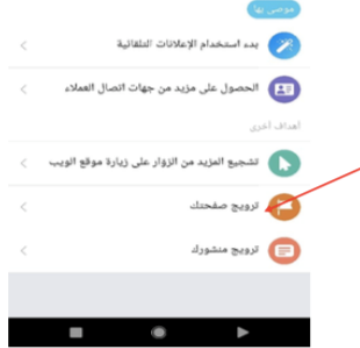 موصى بها
بدء استخدام الإعلانات التلقائية
الحصول على مزيد من جهات اتصال العملاء
أهداف أخرى
تشجيع المزيد من الزوار على زيارة موقع الويب
ترويج صفحتك
ترويج منشورك